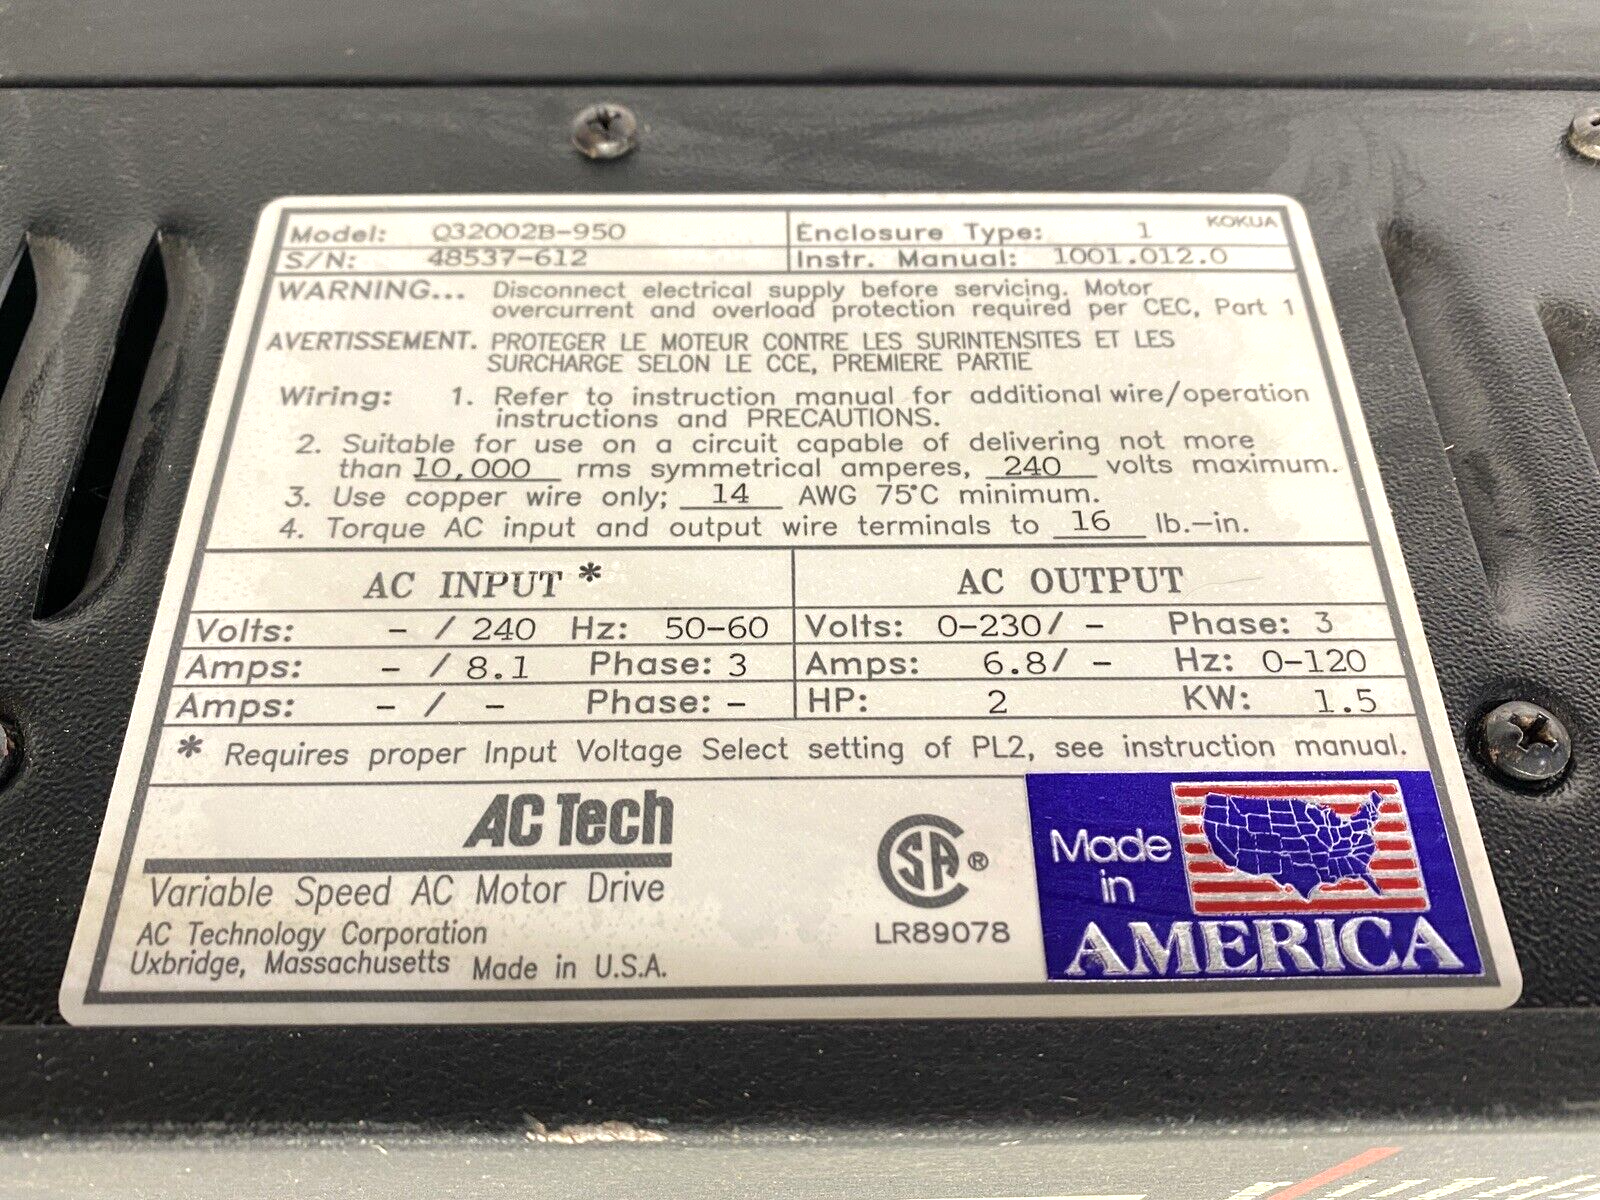 Model: Q32002B-950 Enclosure Type: 1 KOKUA
S/N: 48537-612 Instr. Manual: 1001.012.0
WARNING... Disconnect electrical supply before servicing. Motor
overcurrent and overload protection required per CEC, Part 1
AVERTISSEMENT. PROTEGER LE MOTEUR CONTRE LES SURINTENSITES ET LES
SURCHARGE SELON LE CCE, PREMIERE PARTIE
Wiring: 1. Refer to instruction manual for additional wire/operation
instructions and PRECAUTIONS.
2. Suitable for use on a circuit capable of delivering not more
than 10,000 rms symmetrical amperes, 240 volts maximum.
3. Use copper wire only; 14 AWG 75°C minimum.
4. Torque AC input and output wire terminals to 16 lb.-in.
AC INPUT * AC OUTPUT
Volts: - / 240 Hz: 50-60 Volts: 0-230/ - Phase: 3
Amps: - / 8.1 Phase: 3 Amps: 6.8/ - Hz: 0-120
Amps: - / - Phase: - HP: 2 KW: 1.5
* Requires proper Input Voltage Select setting of PL2, see instruction manual.
AC Tech
Variable Speed AC Motor Drive
AC Technology Corporation
Uxbridge, Massachusetts Made in U.S.A.
SA ®
LR89078
Made
in
AMERICA